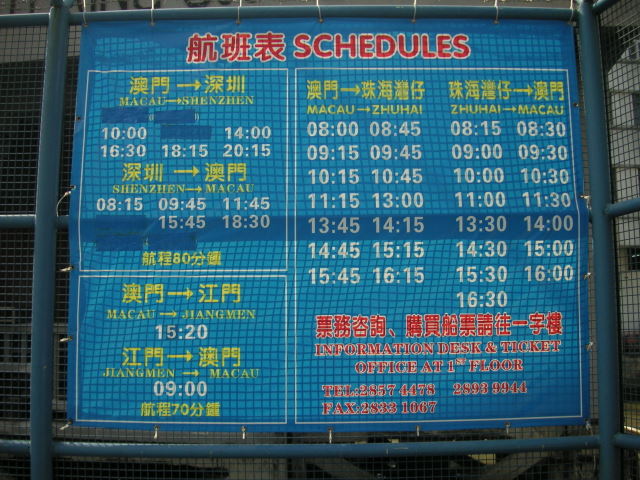 航班表 SCHEDULES
澳門→深圳
MACAU→SHENZHEN
10:00 14:00
16:30 18:15 20:15
深圳→澳門
SHENZHEN→MACAU
08:15 09:45 11:45
15:45 18:30
航程80分鐘
澳門→江門
MACAU→JIANGMEN
15:20
江門→澳門
JIANGMEN→MACAU
09:00
航程70分鐘
澳門→珠海灣仔 珠海灣仔→澳門
MACAU→ZHUHAI ZHUHAI→MACAU
08:00 08:45 08:15 08:30
09:15 09:45 09:00 09:30
10:15 10:45 10:00 10:30
11:15 13:00 11:00 11:30
13:45 14:15 13:30 14:00
14:45 15:15 14:30 15:00
15:45 16:15 15:30 16:00
16:30
票務咨詢、購買船票請往一字樓
INFORMATION DESK & TICKET
OFFICE AT 1ST FLOOR
TEL:2857 4478 2893 9944
FAX:2833 1067